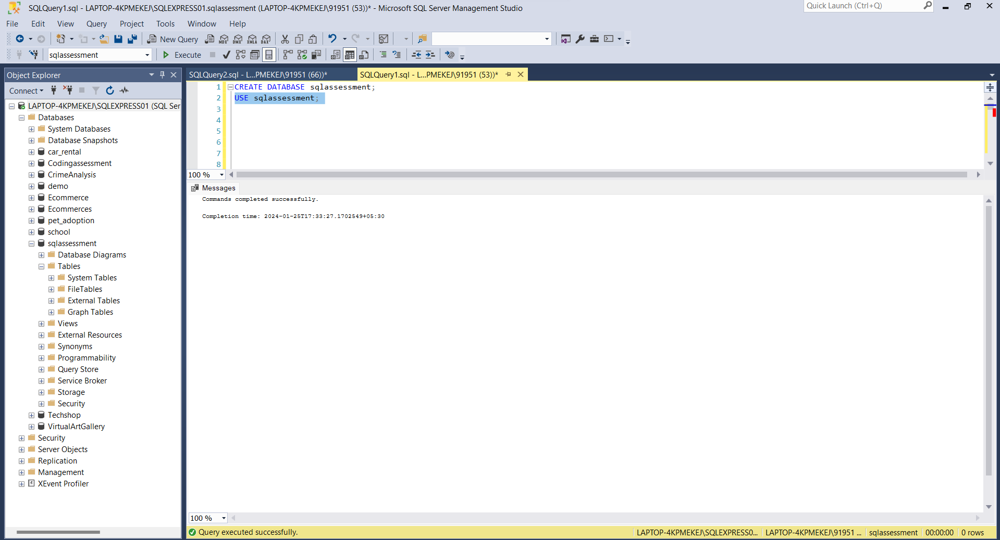 SQLQuery1.sql - LAPTOP-4KPMEKEJ\SQLEXPRESS01.sqlassessment (LAPTOP-4KPMEKEJ\91951 (53))* - Microsoft SQL Server Management Studio
Quick Launch (Ctrl+Q)
File Edit View Query Project Tools Window Help
New Query MDX DMX XMLA DAX
sqlassessment Execute
Object Explorer
Connect
LAPTOP-4KPMEKEJ\SQLEXPRESS01 (SQL Ser
Databases
System Databases
Database Snapshots
car_rental
Codingassessment
CrimeAnalysis
demo
Ecommerce
Ecommerces
pet_adoption
school
sqlassessment
Database Diagrams
Tables
System Tables
FileTables
External Tables
Graph Tables
Views
External Resources
Synonyms
Programmability
Query Store
Service Broker
Storage
Security
Techshop
VirtualArtGallery
Security
Server Objects
Replication
Management
XEvent Profiler
SQLQuery2.sql - L...PMEKEJ\91951 (66))*
SQLQuery1.sql - L...PMEKEJ\91951 (53))*
1 CREATE DATABASE sqlassessment;
2 USE sqlassessment;
3
4
5
6
7
8
100 %
Messages
Commands completed successfully.
Completion time: 2024-01-25T17:33:27.1702549+05:30
100 %
Query executed successfully.
LAPTOP-4KPMEKEJ\SQLEXPRESS0... LAPTOP-4KPMEKEJ\91951 ... sqlassessment 00:00:00 0 rows